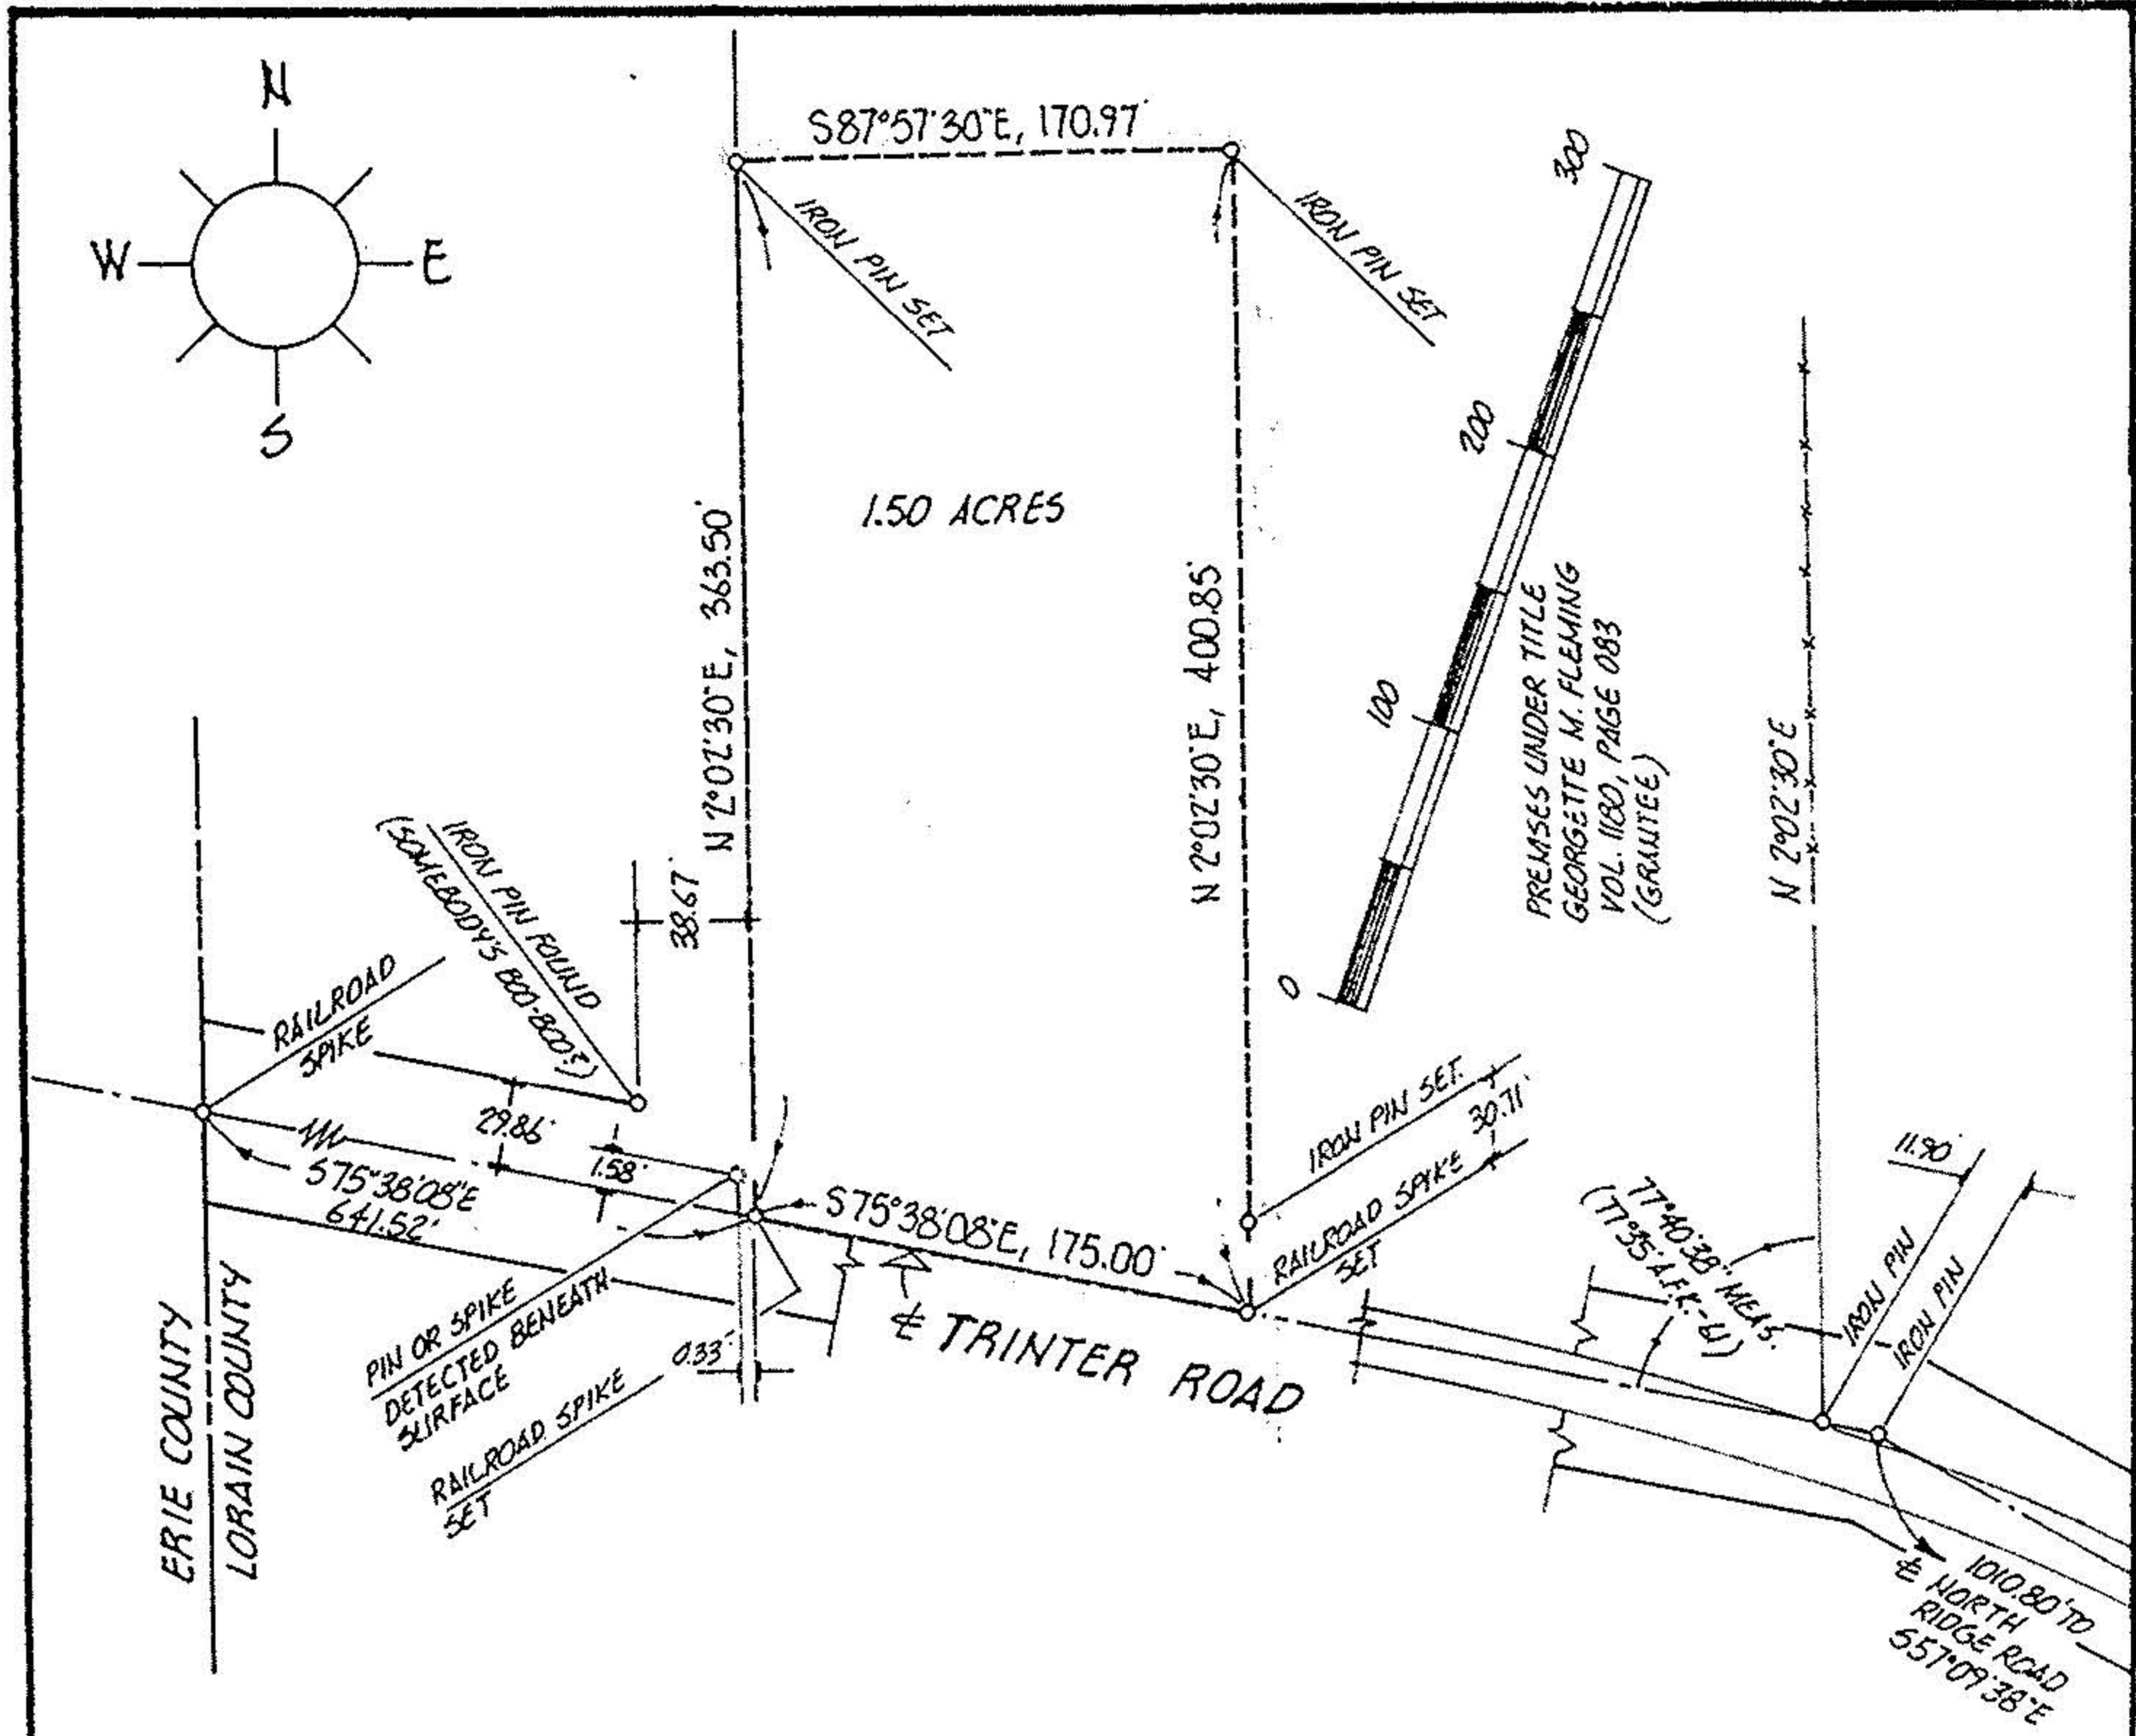 N
W
E
S
S87°57'30"E, 170.97'
IRON PIN SET
IRON PIN SET
300
200
100
0
1.50 ACRES
N 2°02'30"E, 363.50'
N 2°02'30"E, 400.85'
PREMISES UNDER TITLE
GEORGETTE M. FLEMING
VOL. 1180, PAGE 083
(GRANTEE)
N 2°02'30"E
IRON PIN FOUND
(SOMEBODY'S BOO-BOO?)
38.67'
RAILROAD
SPIKE
29.86'
1.58'
S75°38'08"E
641.52'
S75°38'08"E, 175.00'
IRON PIN SET
30.71'
RAILROAD SPIKE
SET
77°40'38" MEAS.
(77°35' A.F.K.-W)
11.90'
IRON PIN
IRON PIN
PIN OR SPIKE
DETECTED BENEATH
SURFACE
RAILROAD SPIKE
SET
0.33'
℄ TRINTER ROAD
ERIE COUNTY
LORAIN COUNTY
1010.80' TO
℄ NORTH
RIDGE ROAD
S57°09'38"E